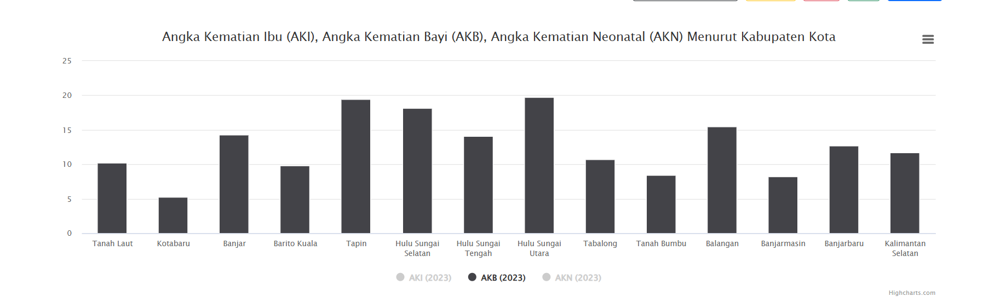 Angka Kematian Ibu (AKI), Angka Kematian Bayi (AKB), Angka Kematian Neonatal (AKN) Menurut Kabupaten Kota
25
20
15
10
5
0
Tanah Laut
Kotabaru
Banjar
Barito Kuala
Tapin
Hulu Sungai
Selatan
Hulu Sungai
Tengah
Hulu Sungai
Utara
Tabalong
Tanah Bumbu
Balangan
Banjarmasin
Banjarbaru
Kalimantan
Selatan
AKI (2023)
AKB (2023)
AKN (2023)
Highcharts.com